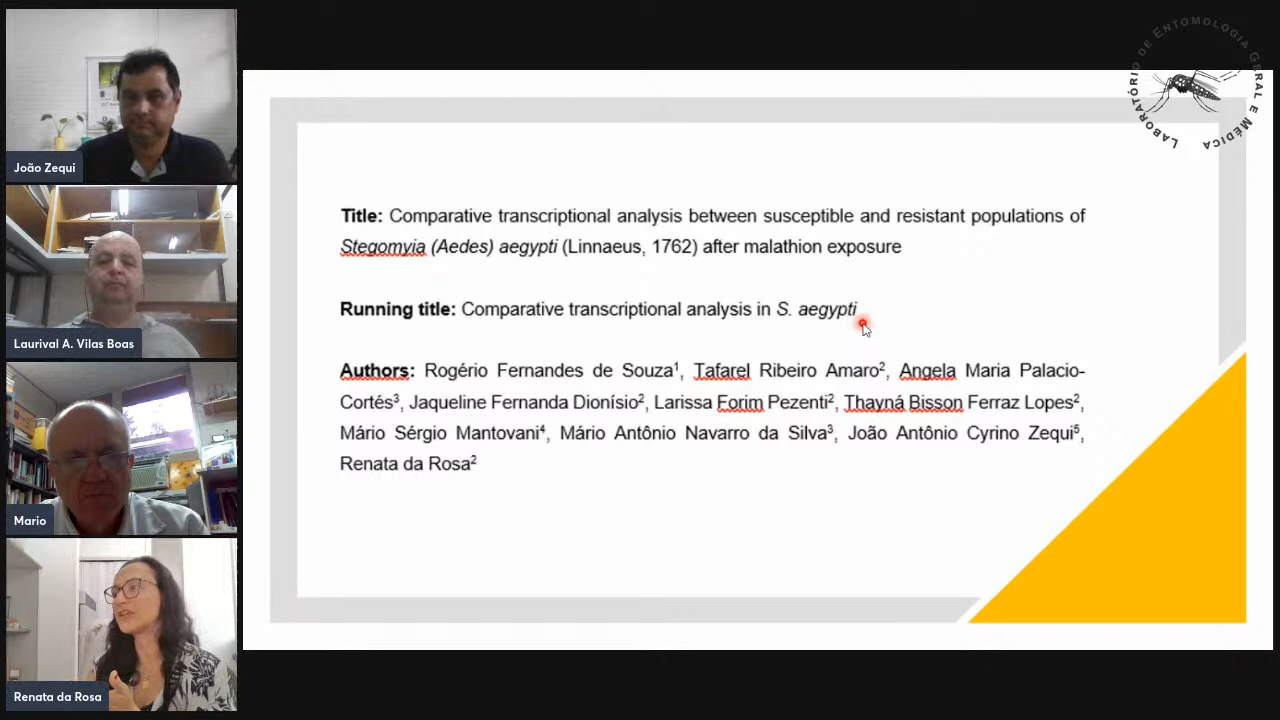 João Zequi
Laurival A. Vilas Boas
Mario
Renata da Rosa
LABORATÓRIO DE ENTOMOLOGIA GERAL E MÉDICA
Title: Comparative transcriptional analysis between susceptible and resistant populations of
Stegomyia (Aedes) aegypti (Linnaeus, 1762) after malathion exposure
Running title: Comparative transcriptional analysis in S. aegypti
Authors: Rogério Fernandes de Souza¹, Tafarel Ribeiro Amaro², Angela Maria Palacio-
Cortés³, Jaqueline Fernanda Dionísio², Larissa Forim Pezenti², Thayná Bisson Ferraz Lopes²,
Mário Sérgio Mantovani⁴, Mário Antônio Navarro da Silva³, João Antônio Cyrino Zequi⁵,
Renata da Rosa²